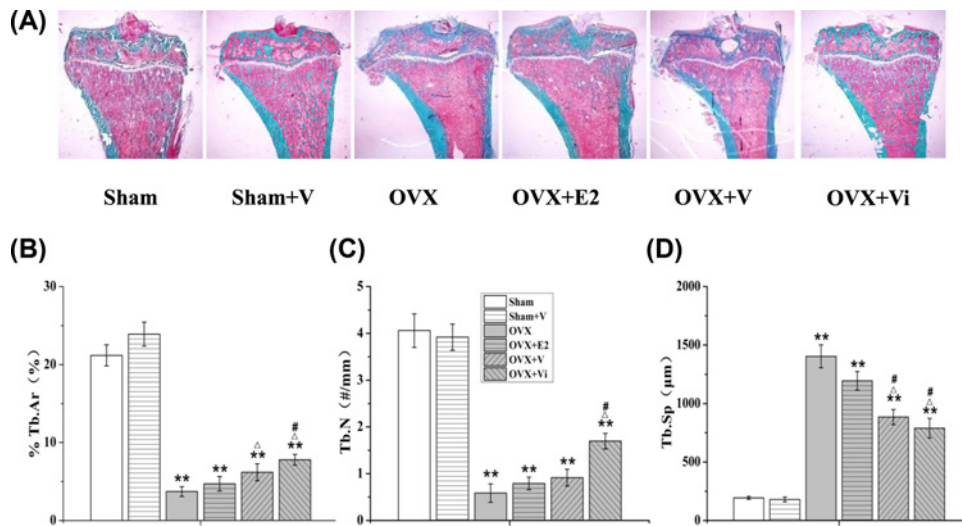 (A)
Sham Sham+V OVX OVX+E2 OVX+V OVX+Vi
(B) (C) (D)
30
20
10
0
% Tb.Ar（%）
** ** △ ** # △ **
5
4
3
2
1
0
Tb.N（#/mm）
Sham
Sham+V
OVX
OVX+E2
OVX+V
OVX+Vi
** ** ** # △ **
2000
1500
1000
500
0
Tb.Sp（μm）
** ** # △ ** # △ **